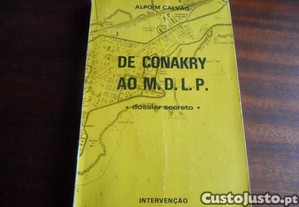 ALPOIM CALVÃO
DE CONAKRY
AO M.D.L.P.
• dossier secreto •
INTERVENÇÃO
CustoJusto.pt